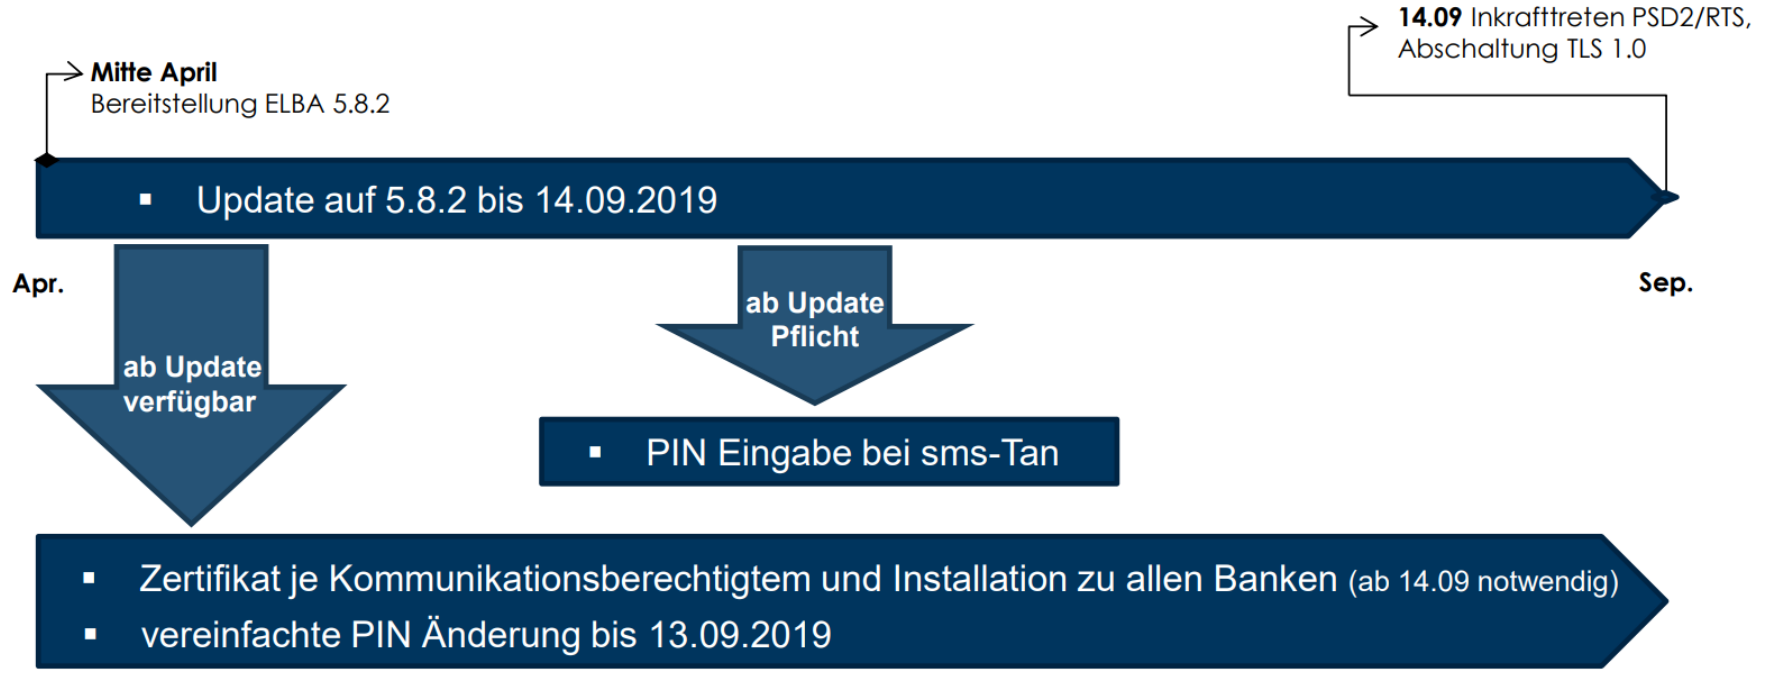 14.09 Inkrafttreten PSD2/RTS,
Abschaltung TLS 1.0
Mitte April
Bereitstellung ELBA 5.8.2
▪ Update auf 5.8.2 bis 14.09.2019
Apr.
Sep.
ab Update
verfügbar
ab Update
Pflicht
▪ PIN Eingabe bei sms-Tan
▪ Zertifikat je Kommunikationsberechtigtem und Installation zu allen Banken (ab 14.09 notwendig)
▪ vereinfachte PIN Änderung bis 13.09.2019